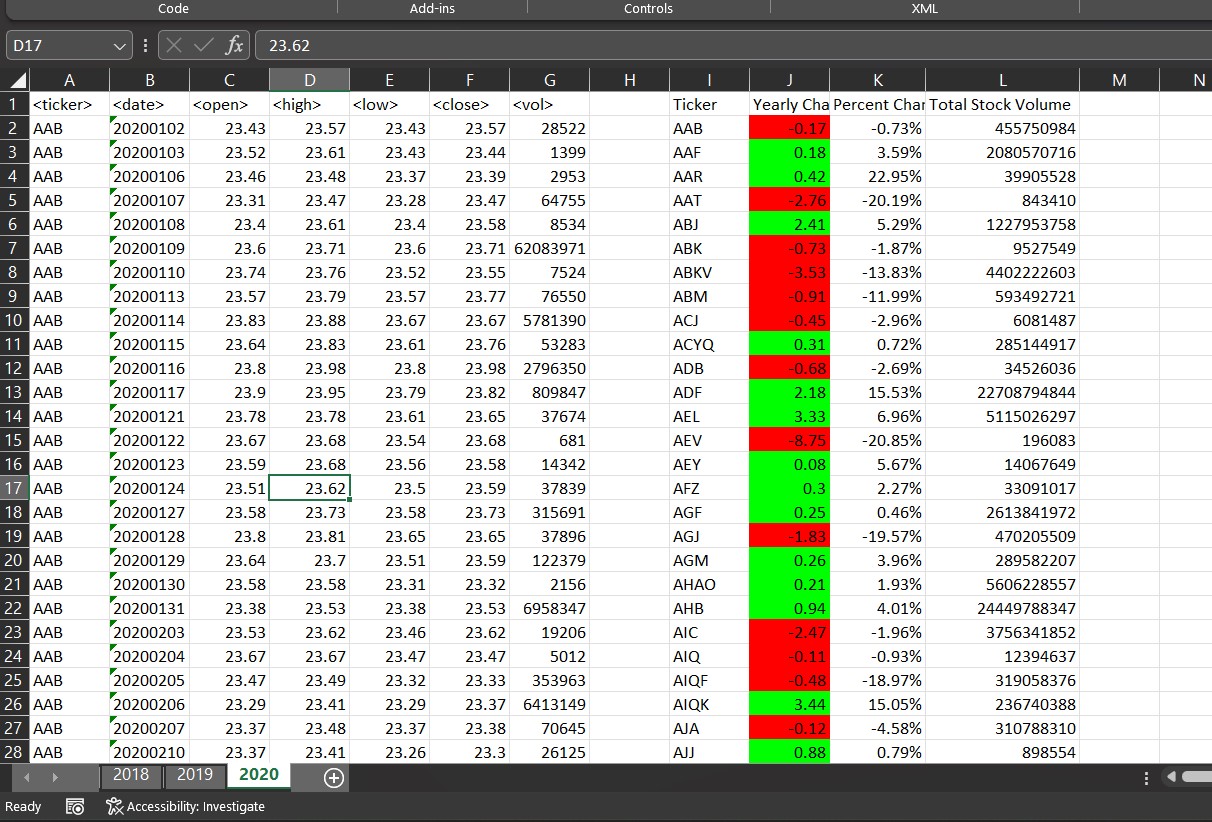 Code Add-ins Controls XML
D17 fx 23.62
A B C D E F G H I J K L M N
1 <ticker> <date> <open> <high> <low> <close> <vol> Ticker Yearly Cha Percent Char Total Stock Volume
2 AAB 20200102 23.43 23.57 23.43 23.57 28522 AAB -0.17 -0.73% 455750984
3 AAB 20200103 23.52 23.61 23.43 23.44 1399 AAF 0.18 3.59% 2080570716
4 AAB 20200106 23.46 23.48 23.37 23.39 2953 AAR 0.42 22.95% 39905528
5 AAB 20200107 23.31 23.47 23.28 23.47 64755 AAT -2.76 -20.19% 843410
6 AAB 20200108 23.4 23.61 23.4 23.58 8534 ABJ 2.41 5.29% 1227953758
7 AAB 20200109 23.6 23.71 23.6 23.71 62083971 ABK -0.73 -1.87% 9527549
8 AAB 20200110 23.74 23.76 23.52 23.55 7524 ABKV -3.53 -13.83% 4402222603
9 AAB 20200113 23.57 23.79 23.57 23.77 76550 ABM -0.91 -11.99% 593492721
10 AAB 20200114 23.83 23.88 23.67 23.67 5781390 ACJ -0.45 -2.96% 6081487
11 AAB 20200115 23.64 23.83 23.61 23.76 53283 ACYQ 0.31 0.72% 285144917
12 AAB 20200116 23.8 23.98 23.8 23.98 2796350 ADB -0.68 -2.69% 34526036
13 AAB 20200117 23.9 23.95 23.79 23.82 809847 ADF 2.18 15.53% 22708794844
14 AAB 20200121 23.78 23.78 23.61 23.65 37674 AEL 3.33 6.96% 5115026297
15 AAB 20200122 23.67 23.68 23.54 23.68 681 AEV -8.75 -20.85% 196083
16 AAB 20200123 23.59 23.68 23.56 23.58 14342 AEY 0.08 5.67% 14067649
17 AAB 20200124 23.51 23.62 23.5 23.59 37839 AFZ 0.3 2.27% 33091017
18 AAB 20200127 23.58 23.73 23.58 23.73 315691 AGF 0.25 0.46% 2613841972
19 AAB 20200128 23.8 23.81 23.65 23.65 37896 AGJ -1.83 -19.57% 470205509
20 AAB 20200129 23.64 23.7 23.51 23.59 122379 AGM 0.26 3.96% 289582207
21 AAB 20200130 23.58 23.58 23.31 23.32 2156 AHAO 0.21 1.93% 5606228557
22 AAB 20200131 23.38 23.53 23.38 23.53 6958347 AHB 0.94 4.01% 24449788347
23 AAB 20200203 23.53 23.62 23.46 23.62 19206 AIC -2.47 -1.96% 3756341852
24 AAB 20200204 23.67 23.67 23.47 23.47 5012 AIQ -0.11 -0.93% 12394637
25 AAB 20200205 23.47 23.49 23.32 23.33 353963 AIQF -0.48 -18.97% 319058376
26 AAB 20200206 23.29 23.41 23.29 23.37 6413149 AIQK 3.44 15.05% 236740388
27 AAB 20200207 23.37 23.48 23.37 23.38 70645 AJA -0.12 -4.58% 310788310
28 AAB 20200210 23.37 23.41 23.26 23.3 26125 AJJ 0.88 0.79% 898554
2018 2019 2020
Ready Accessibility: Investigate